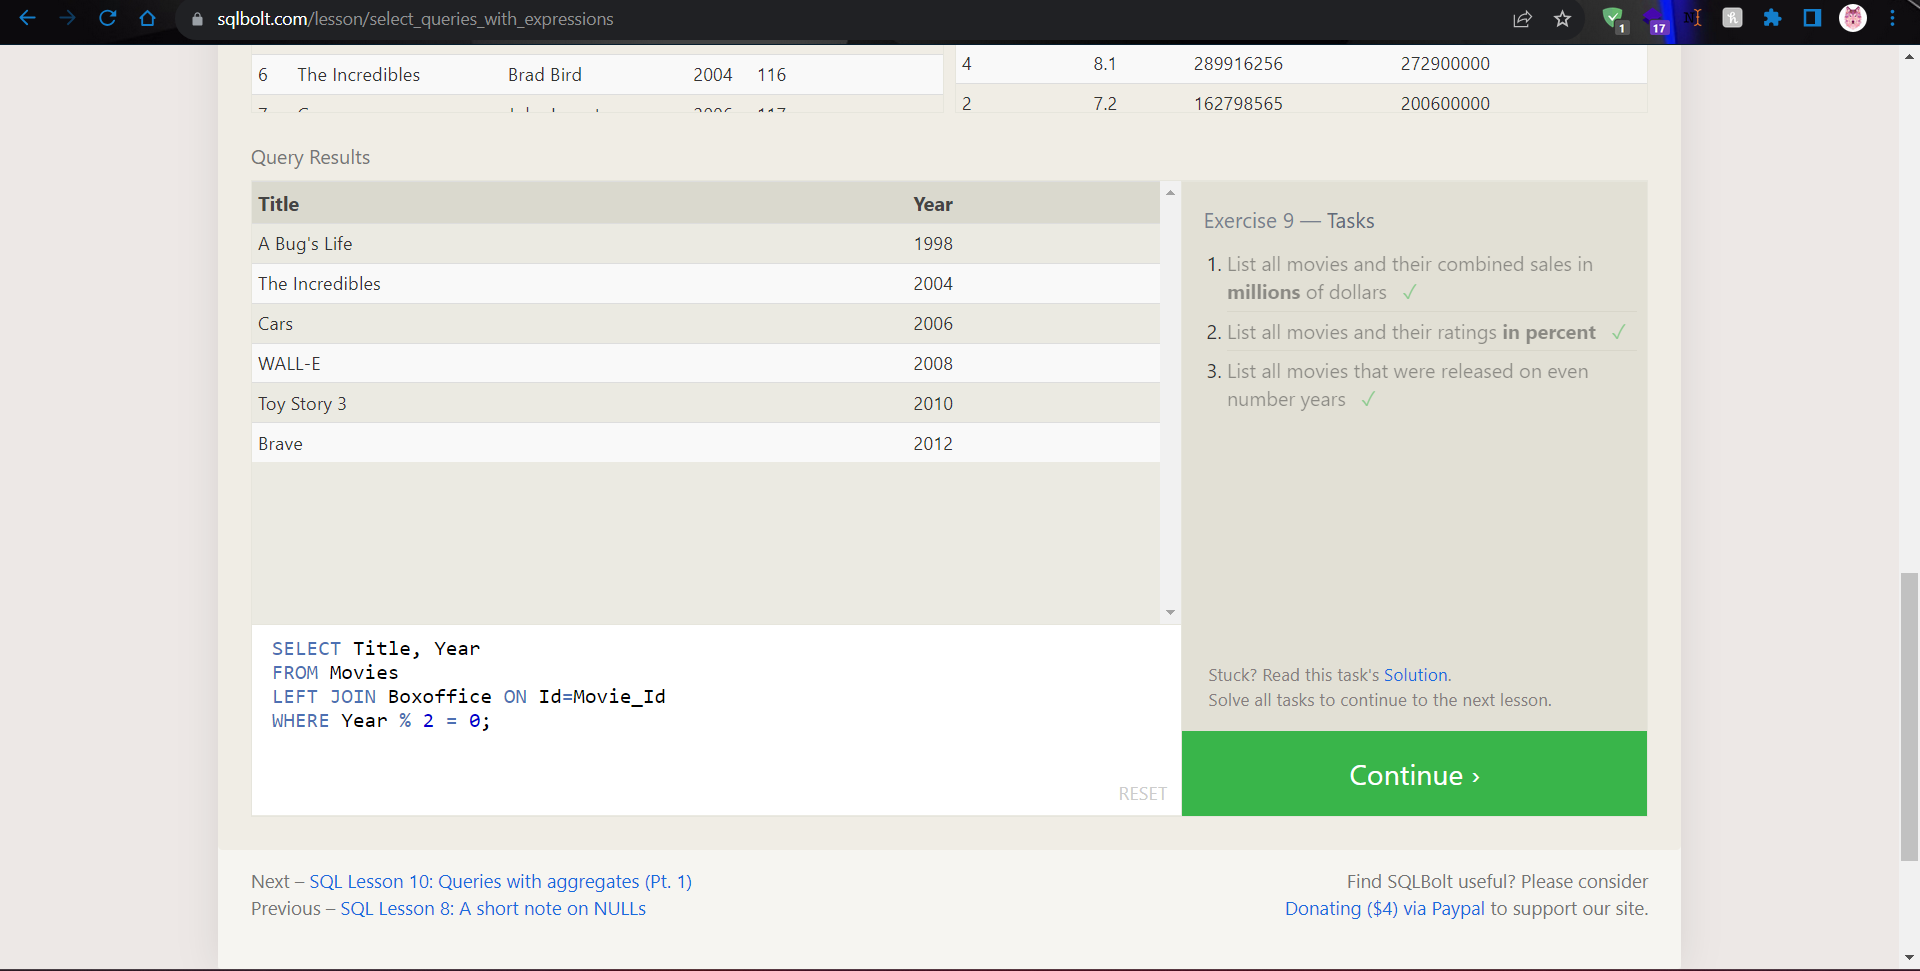 sqlbolt.com/lesson/select_queries_with_expressions
1
17
6 The Incredibles Brad Bird 2004 116
4 8.1 289916256 272900000
2 7.2 162798565 200600000
Query Results
Title Year
A Bug's Life 1998
The Incredibles 2004
Cars 2006
WALL-E 2008
Toy Story 3 2010
Brave 2012
Exercise 9 — Tasks
1. List all movies and their combined sales in
millions of dollars ✓
2. List all movies and their ratings in percent ✓
3. List all movies that were released on even
number years ✓
SELECT Title, Year
FROM Movies
LEFT JOIN Boxoffice ON Id=Movie_Id
WHERE Year % 2 = 0;
RESET
Stuck? Read this task's Solution.
Solve all tasks to continue to the next lesson.
Continue ›
Next – SQL Lesson 10: Queries with aggregates (Pt. 1)
Previous – SQL Lesson 8: A short note on NULLs
Find SQLBolt useful? Please consider
Donating ($4) via Paypal to support our site.